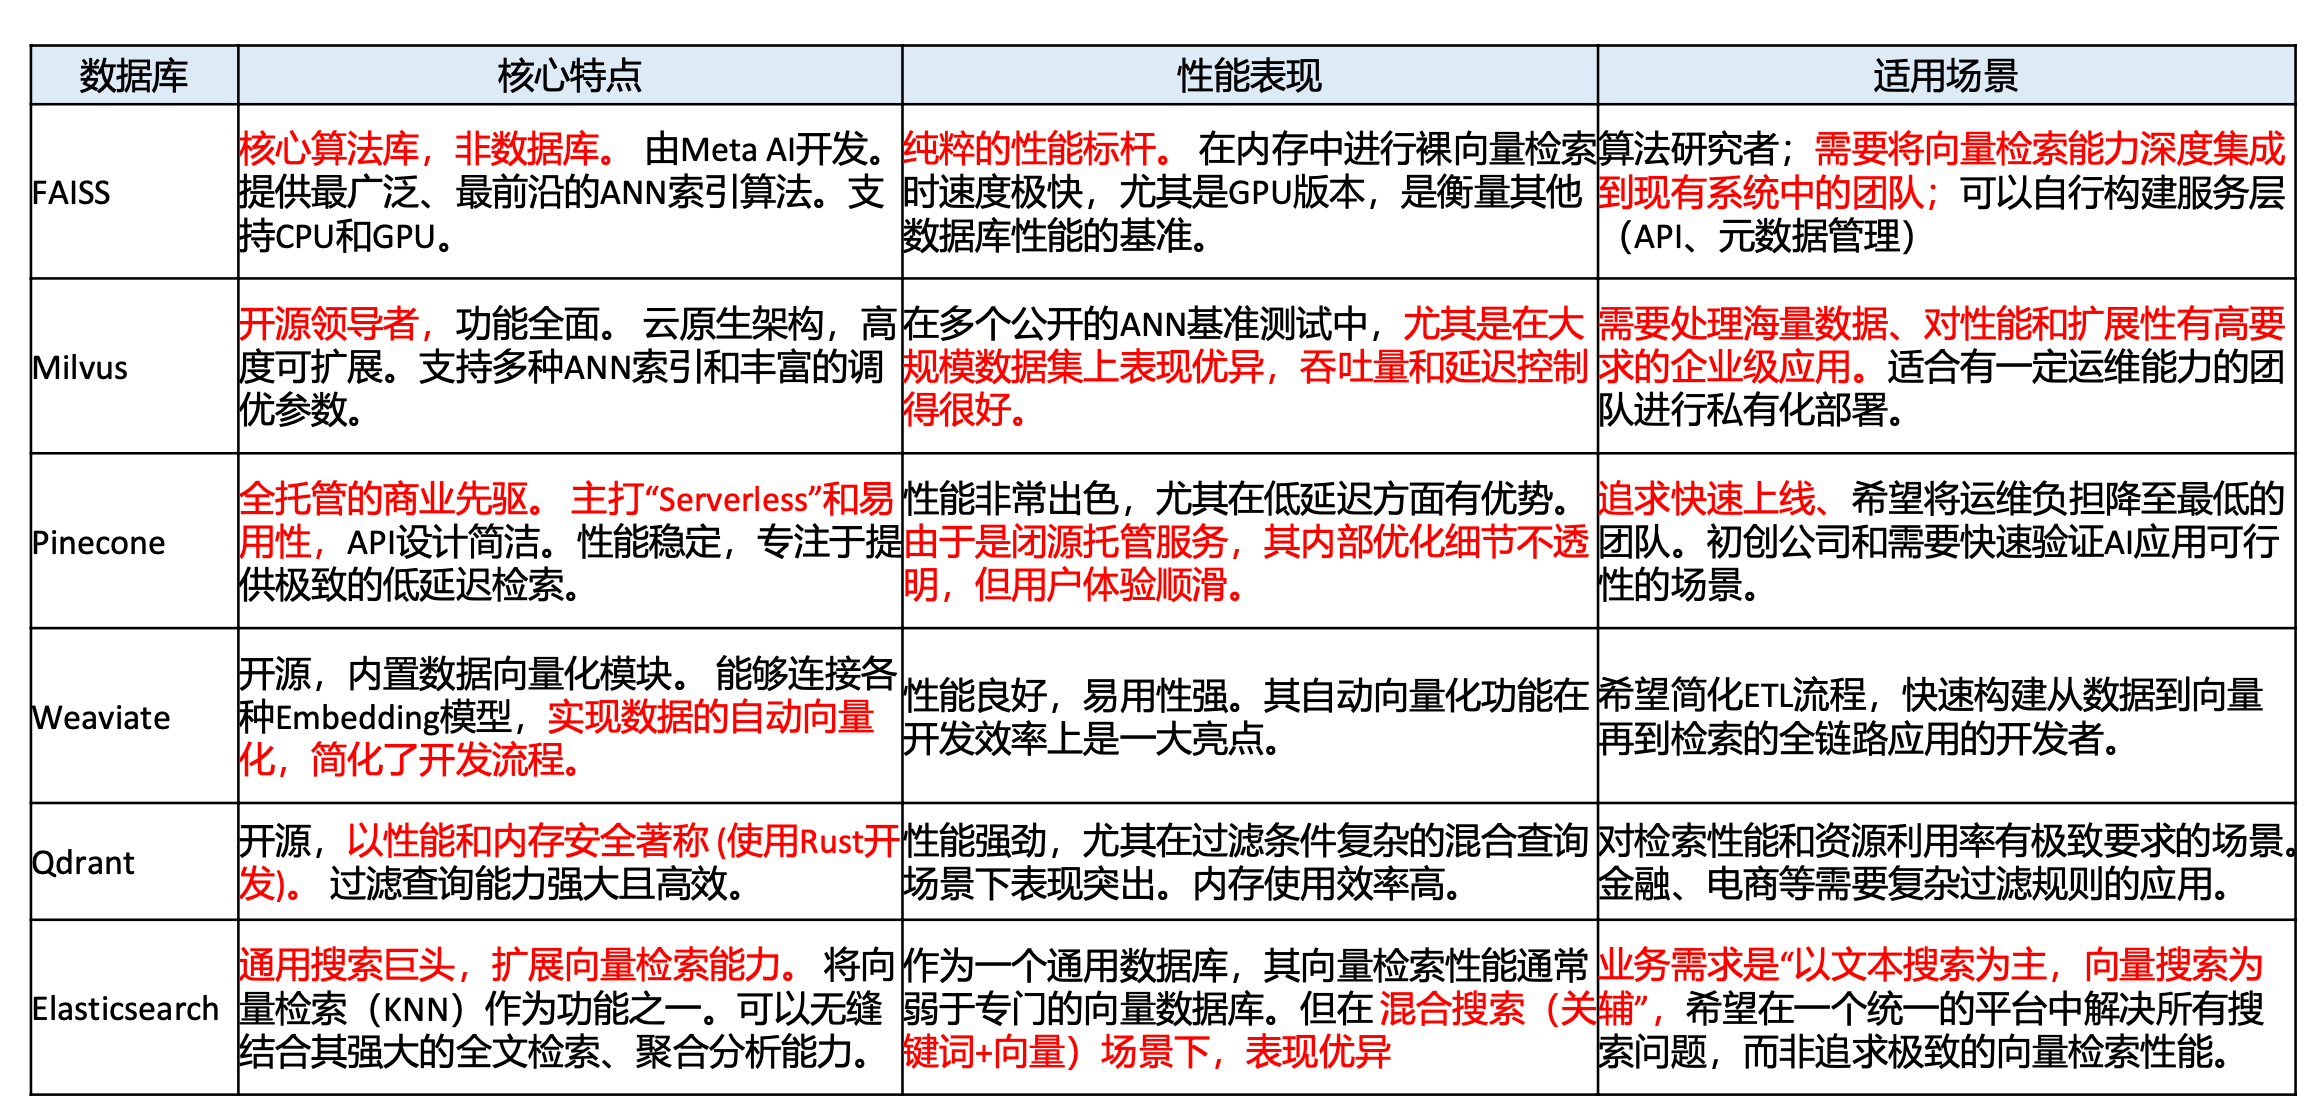 数据库
核心特点
性能表现
适用场景
FAISS
核心算法库，非数据库。 由Meta AI开发。
提供最广泛、最前沿的ANN索引算法。支
持CPU和GPU。
纯粹的性能标杆。 在内存中进行裸向量检索
时速度极快，尤其是GPU版本，是衡量其他
数据库性能的基准。
算法研究者；需要将向量检索能力深度集成
到现有系统中的团队；可以自行构建服务层
（API、元数据管理）
Milvus
开源领导者，功能全面。 云原生架构，高
度可扩展。支持多种ANN索引和丰富的调
优参数。
在多个公开的ANN基准测试中，尤其是在大
规模数据集上表现优异，吞吐量和延迟控制
得很好。
需要处理海量数据、对性能和扩展性有高要
求的企业级应用。适合有一定运维能力的团
队进行私有化部署。
Pinecone
全托管的商业先驱。 主打“Serverless”和易
用性，API设计简洁。性能稳定，专注于提
供极致的低延迟检索。
性能非常出色，尤其在低延迟方面有优势。
由于是闭源托管服务，其内部优化细节不透
明，但用户体验顺滑。
追求快速上线、希望将运维负担降至最低的
团队。初创公司和需要快速验证AI应用可行
性的场景。
Weaviate
开源，内置数据向量化模块。 能够连接各
种Embedding模型，实现数据的自动向量
化，简化了开发流程。
性能良好，易用性强。其自动向量化功能在
开发效率上是一大亮点。
希望简化ETL流程，快速构建从数据到向量
再到检索的全链路应用的开发者。
Qdrant
开源，以性能和内存安全著称 (使用Rust开
发)。 过滤查询能力强大且高效。
性能强劲，尤其在过滤条件复杂的混合查询
场景下表现突出。内存使用效率高。
对检索性能和资源利用率有极致要求的场景。
金融、电商等需要复杂过滤规则的应用。
Elasticsearch
通用搜索巨头，扩展向量检索能力。 将向
量检索（KNN）作为功能之一。可以无缝
结合其强大的全文检索、聚合分析能力。
作为一个通用数据库，其向量检索性能通常
弱于专门的向量数据库。但在 混合搜索（关
键词+向量）场景下，表现优异
业务需求是“以文本搜索为主，向量搜索为
辅”，希望在一个统一的平台中解决所有搜
索问题，而非追求极致的向量检索性能。